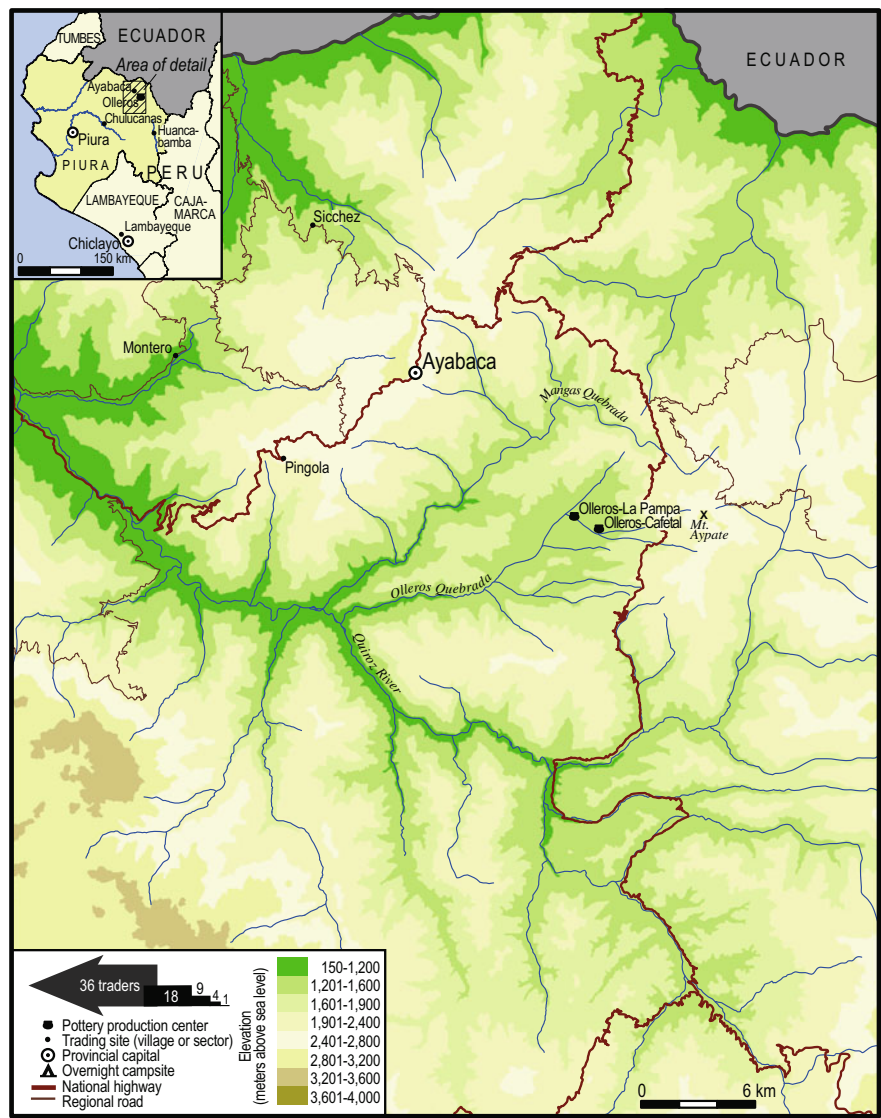 TUMBES
ECUADOR
Area of detail
Ayabaca
Olleros
Chulucanas
Piura
Huanca-
bamba
PIURA
PERU
LAMBAYEQUE
CAJA-
MARCA
Lambayeque
Chiclayo
0 150 km
ECUADOR
Sicchez
Montero
Ayabaca
Mangas Quebrada
Pingola
Olleros-La Pampa
Olleros-Cafetal
x
Mt.
Aypate
Olleros Quebrada
Quiroz River
36 traders
18
9
4
1
Pottery production center
Trading site (village or sector)
Provincial capital
Overnight campsite
National highway
Regional road
Elevation
(meters above sea level)
150-1,200
1,201-1,600
1,601-1,900
1,901-2,400
2,401-2,800
2,801-3,200
3,201-3,600
3,601-4,000
0 6 km